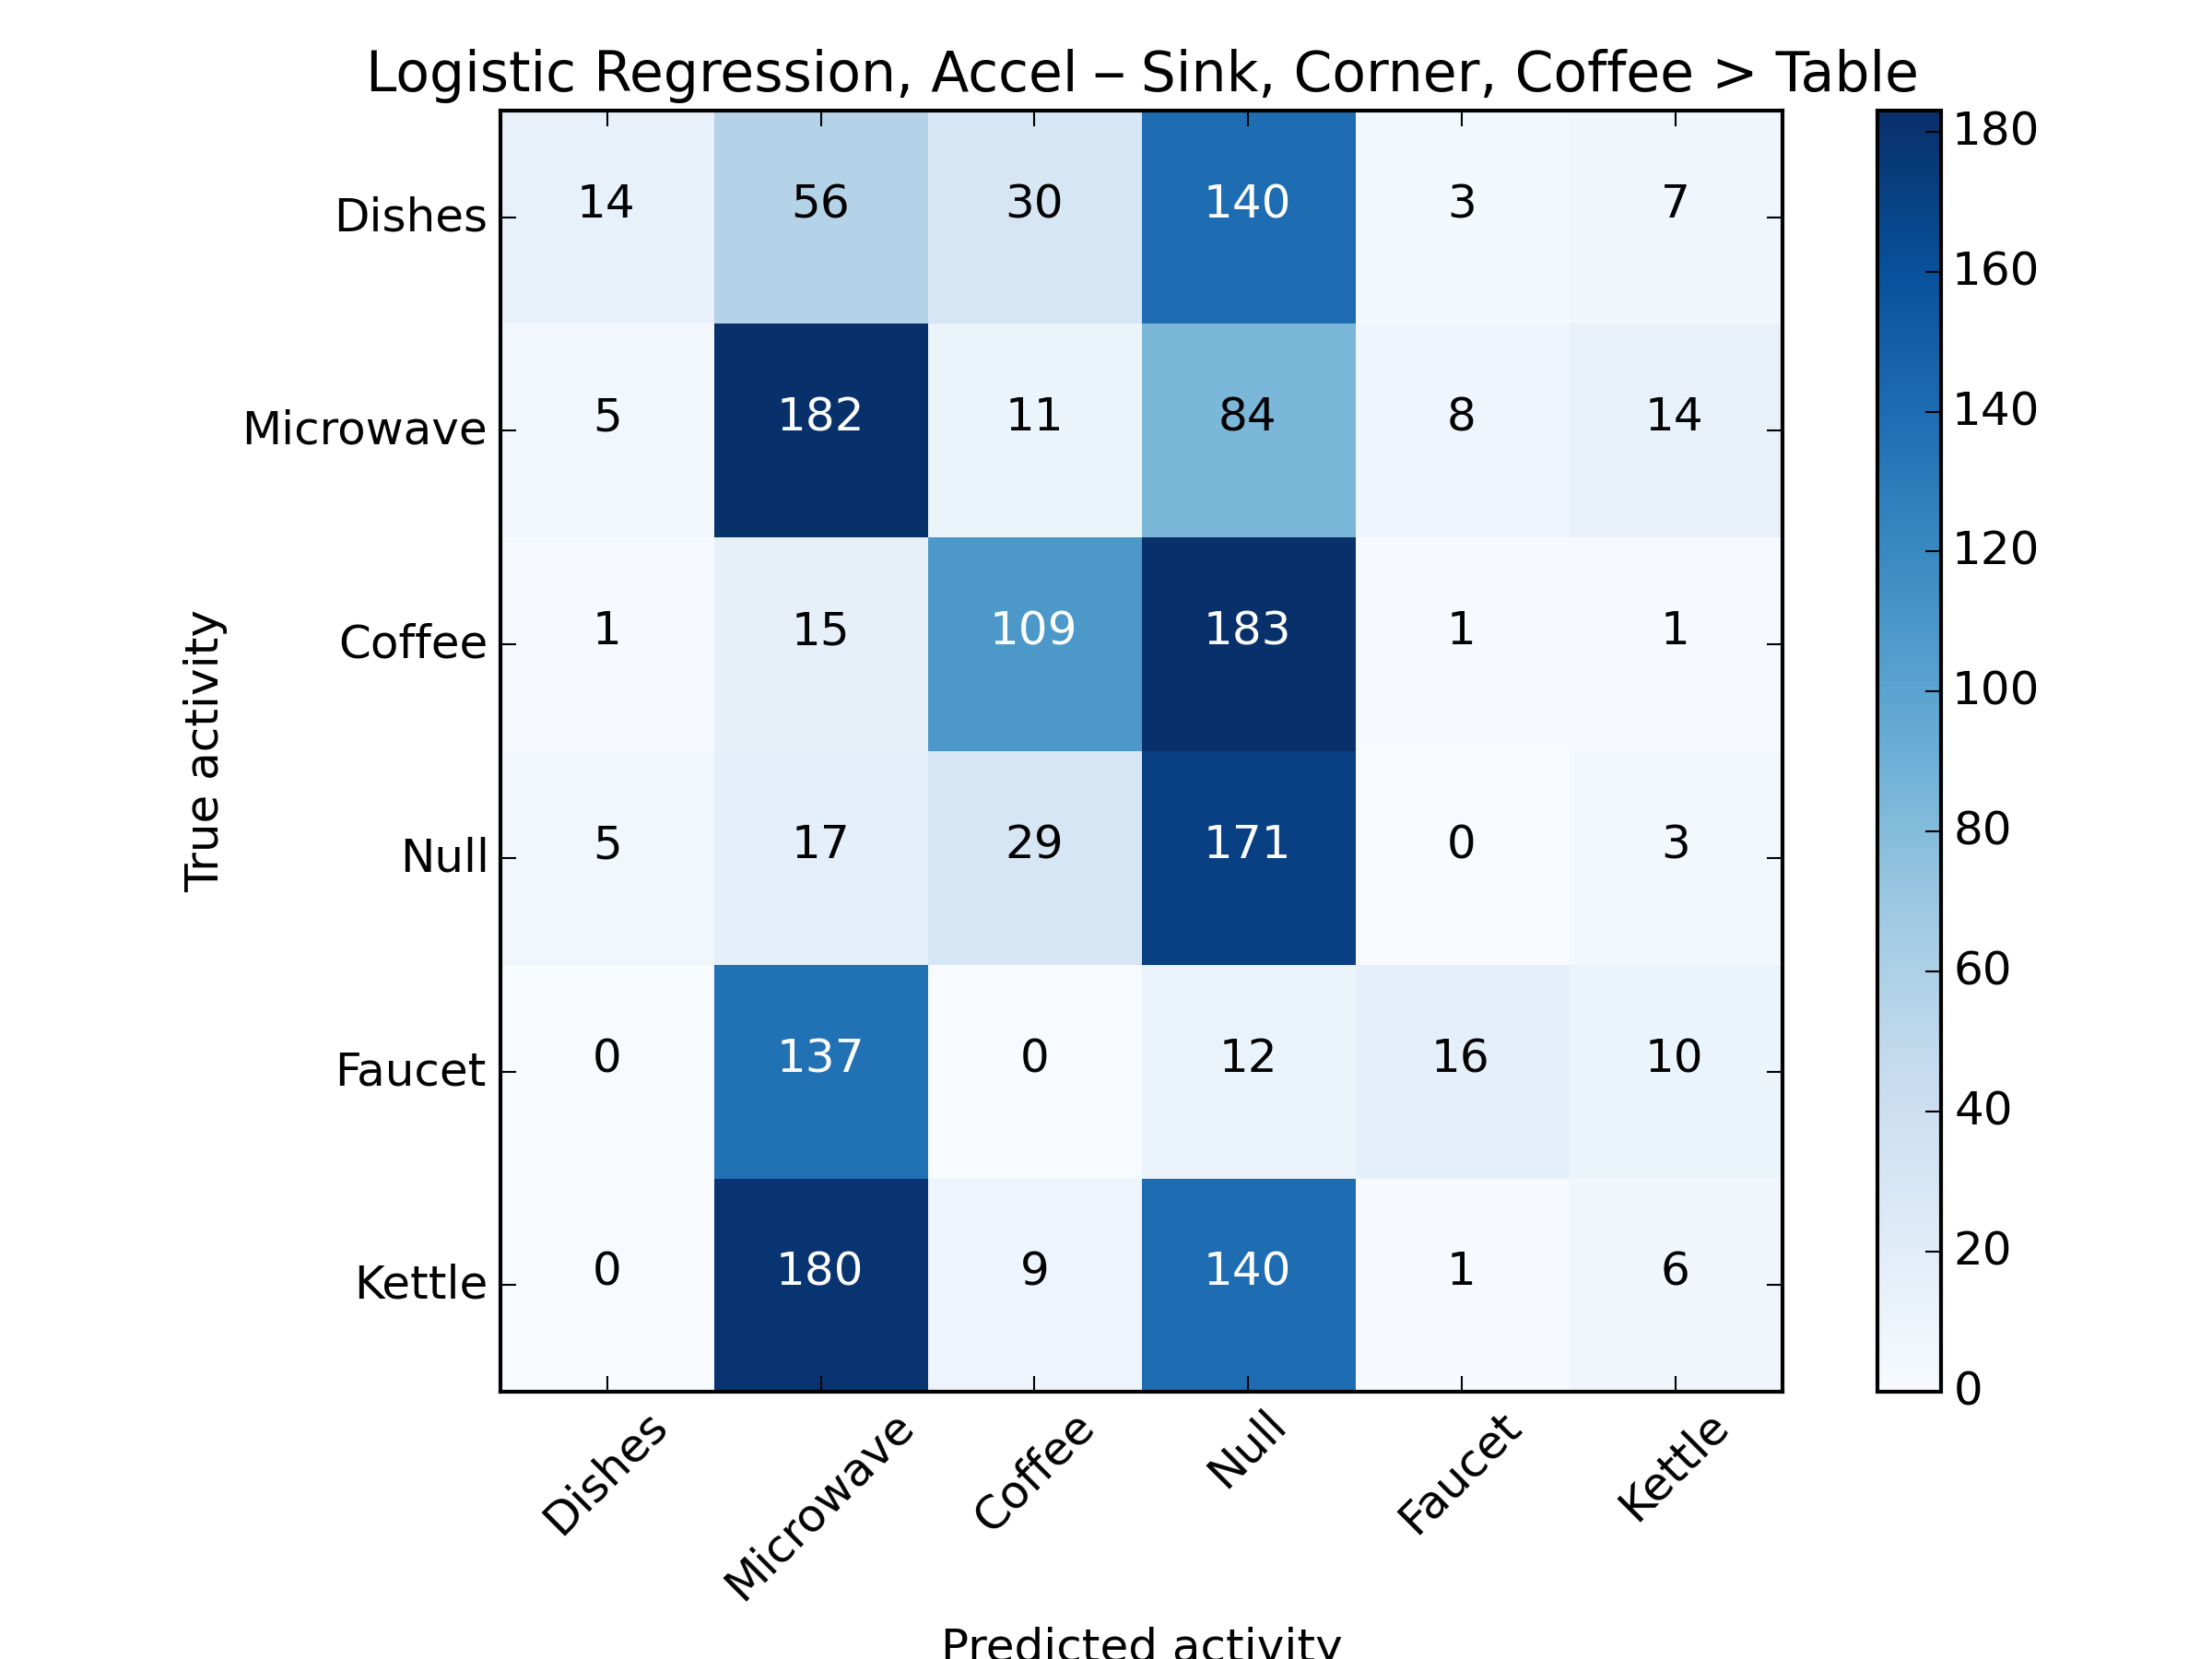 Logistic Regression, Accel – Sink, Corner, Coffee > Table
Dishes 14 56 30 140 3 7
Microwave 5 182 11 84 8 14
Coffee 1 15 109 183 1 1
Null 5 17 29 171 0 3
Faucet 0 137 0 12 16 10
Kettle 0 180 9 140 1 6
True activity
Dishes Microwave Coffee Null Faucet Kettle
Predicted activity
180
160
140
120
100
80
60
40
20
0